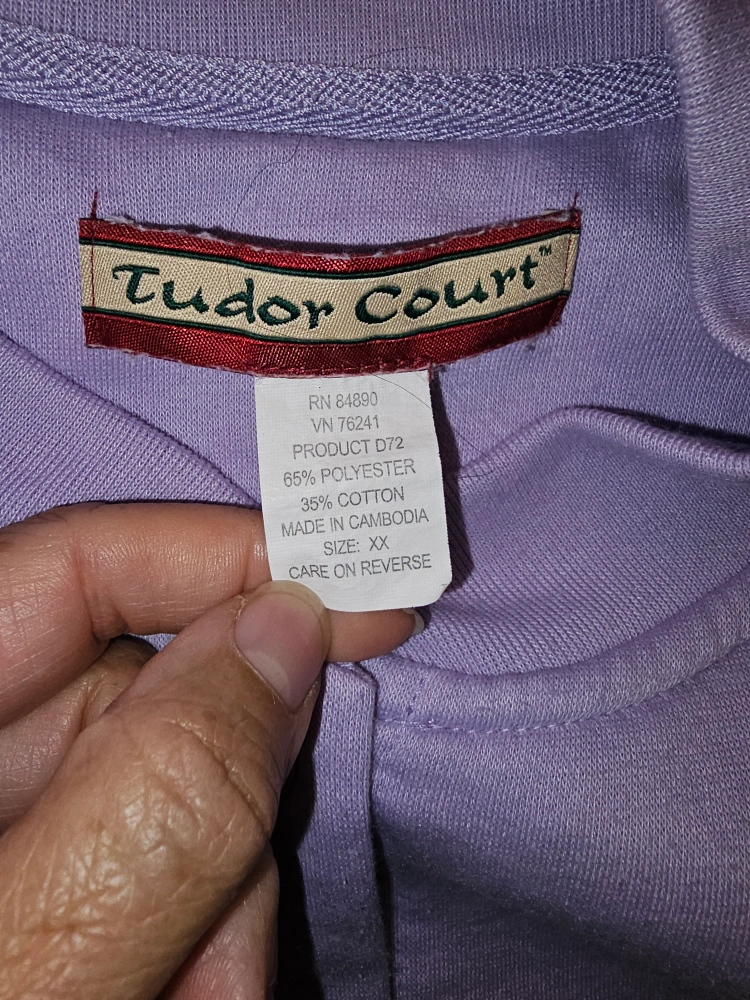 Tudor Court™
RN 84890
VN 76241
PRODUCT D72
65% POLYESTER
35% COTTON
MADE IN CAMBODIA
SIZE: XX
CARE ON REVERSE